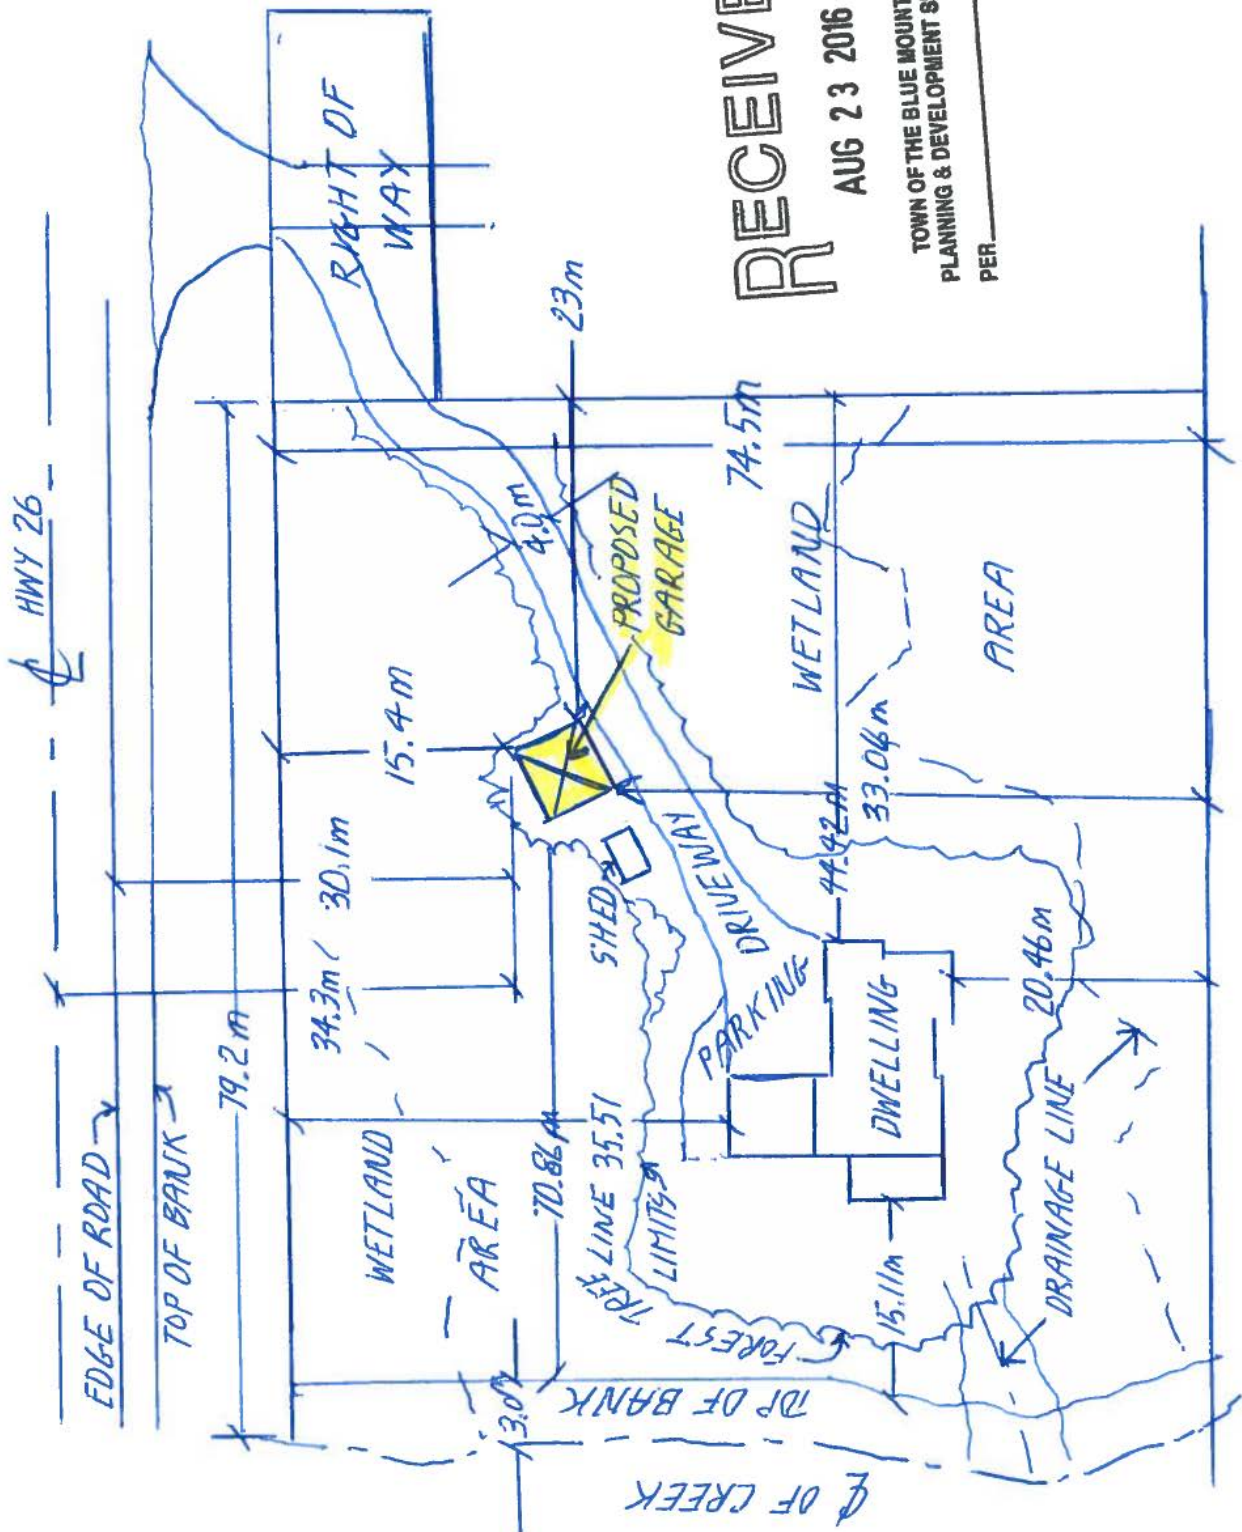 ℄ HWY 26
EDGE OF ROAD
TOP OF BANK
79.2 m
RIGHT OF
WAY
34.3m
30.1m
15.4 m
WETLAND
AREA
3.0m
70.86m
TREE LINE
LIMITS
35.51
SHED
4.0m
23m
PROPOSED
GARAGE
PARKING
DRIVEWAY
DWELLING
44.42m
33.06m
74.5m
WETLAND
AREA
20.46m
15.11m
FOREST
DRAINAGE LINE
TOP OF BANK
℄ OF CREEK
RECEIVE
AUG 23 2016
TOWN OF THE BLUE MOUNT
PLANNING & DEVELOPMENT S
PER